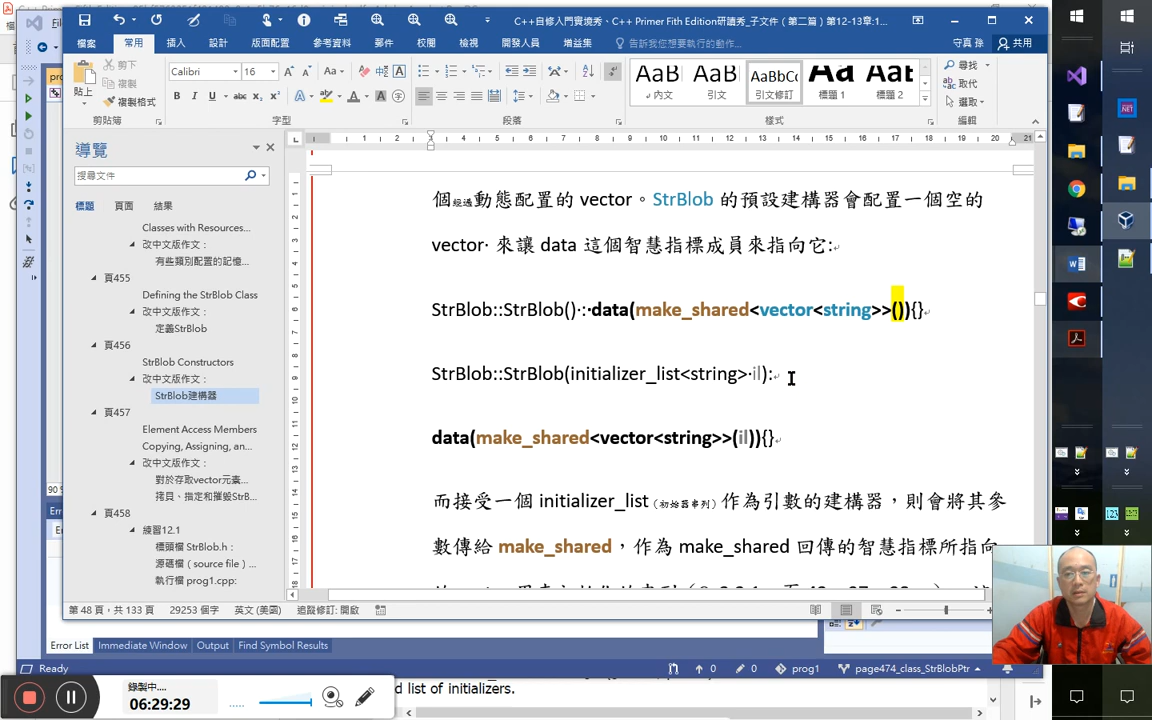 C++自修入門實境秀、C++ Primer Fith Edition研讀秀_子文件（第二篇）第12-13章:1...
檔案
常用
插入
設計
版面配置
參考資料
郵件
校閱
檢視
開發人員
增益集
告訴我您想要執行的動作...
守真 孫
共用
貼上
剪下
複製
複製格式
剪貼簿
Calibri
16
字型
段落
AaB
內文
AaB
引文
AaBbCc
引文修訂
AaB
標題 1
Aat
標題 2
樣式
尋找
取代
選取
編輯
導覽
搜尋文件
標題
頁面
結果
Classes with Resources...
改中文版作文：
有些類別配置的記憶...
頁455
Defining the StrBlob Class
改中文版作文：
定義StrBlob
頁456
StrBlob Constructors
改中文版作文：
StrBlob建構器
頁457
Element Access Members
Copying, Assigning, an...
改中文版作文：
對於存取vector元素...
拷貝、指定和摧毀StrB...
頁458
練習12.1
標頭檔 StrBlob.h：
源碼檔（source file）...
執行檔 prog1.cpp:
個經過動態配置的 vector。StrBlob 的預設建構器會配置一個空的
vector· 來讓 data 這個智慧指標成員來指向它:
StrBlob::StrBlob()·:·data(make_shared<vector<string>>()){}
StrBlob::StrBlob(initializer_list<string>·il):
data(make_shared<vector<string>>(il)){}
而接受一個 initializer_list（初始器串列）作為引數的建構器，則會將其參
數傳給 make_shared，作為 make_shared 回傳的智慧指標所指向
第 48 頁，共 133 頁
29253 個字
英文 (美國)
追蹤修訂: 開啟
Error List
Immediate Window
Output
Find Symbol Results
Ready
0
0
prog1
page474_class_StrBlobPtr
錄製中....
06:29:29
d list of initializers.